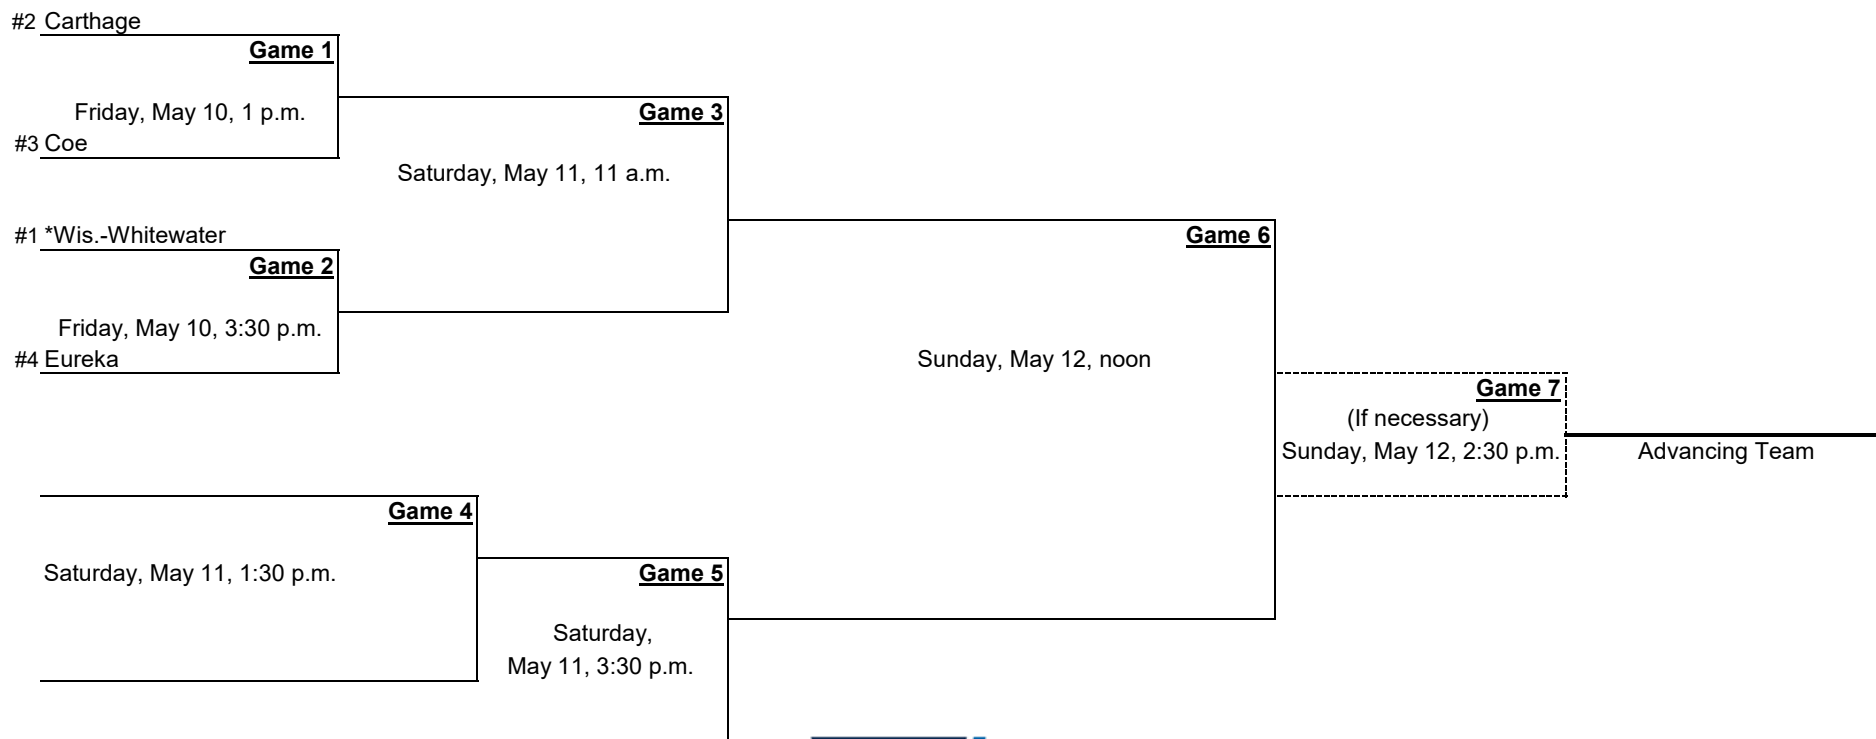 #2 Carthage
Game 1
Friday, May 10, 1 p.m.
#3 Coe
Game 3
Saturday, May 11, 11 a.m.
#1 *Wis.-Whitewater
Game 2
Friday, May 10, 3:30 p.m.
#4 Eureka
Game 6
Sunday, May 12, noon
Game 7
(If necessary)
Sunday, May 12, 2:30 p.m.
Advancing Team
Game 4
Saturday, May 11, 1:30 p.m.
Game 5
Saturday,
May 11, 3:30 p.m.